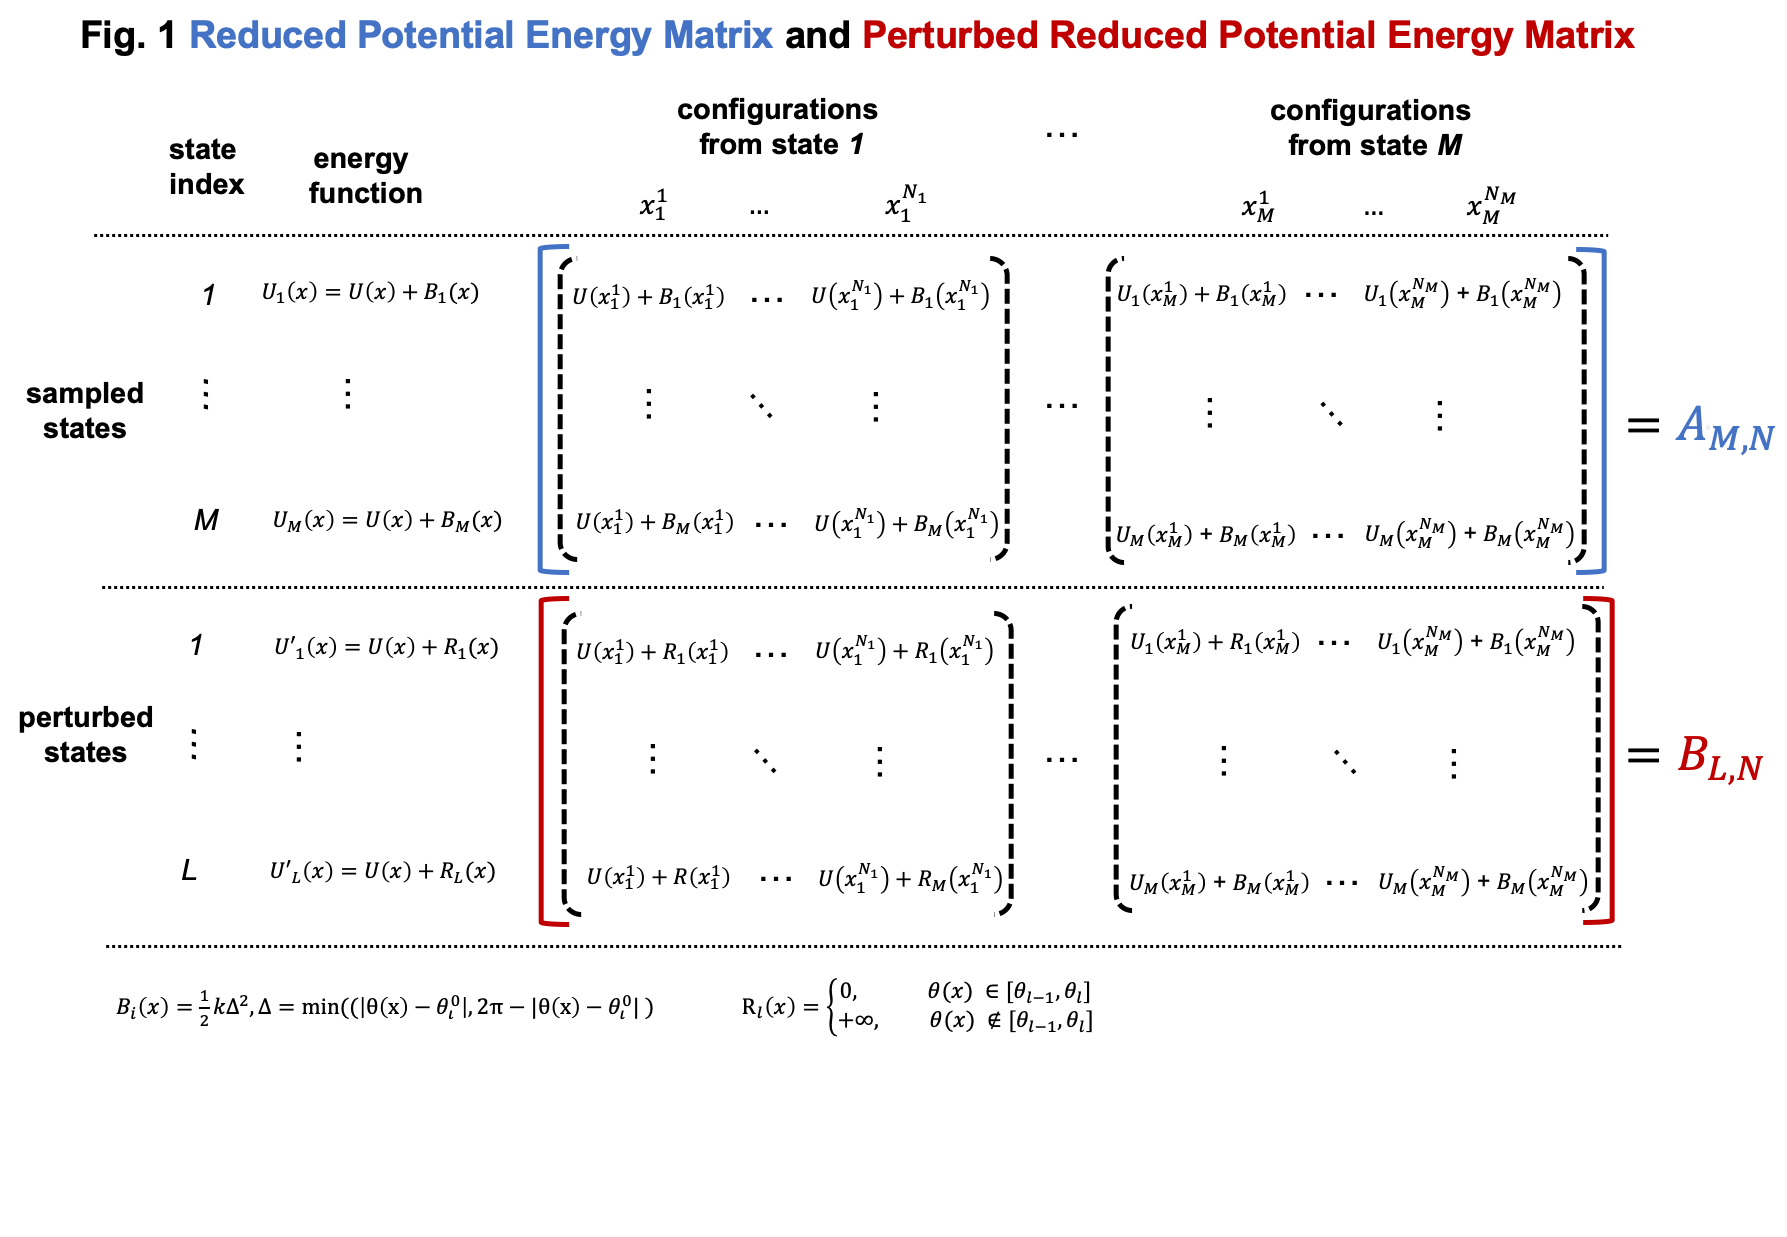 Fig. 1 Reduced Potential Energy Matrix and Perturbed Reduced Potential Energy Matrix
state index energy function configurations from state 1 ... configurations from state M
x_1^1 ... x_1^{N_1} x_M^1 ... x_M^{N_M}
sampled states
1 U_1(x) = U(x) + B_1(x) U(x_1^1) + B_1(x_1^1) ... U(x_1^{N_1}) + B_1(x_1^{N_1}) U_1(x_M^1) + B_1(x_M^1) ... U_1(x_M^{N_M}) + B_1(x_M^{N_M})
⋮ ⋮ ⋮ ⋱ ⋮ ... ⋮ ⋱ ⋮ = A_{M,N}
M U_M(x) = U(x) + B_M(x) U(x_1^1) + B_M(x_1^1) ... U(x_1^{N_1}) + B_M(x_1^{N_1}) U_M(x_M^1) + B_M(x_M^1) ... U_M(x_M^{N_M}) + B_M(x_M^{N_M})
perturbed states
1 U'_1(x) = U(x) + R_1(x) U(x_1^1) + R_1(x_1^1) ... U(x_1^{N_1}) + R_1(x_1^{N_1}) U_1(x_M^1) + R_1(x_M^1) ... U_1(x_M^{N_M}) + B_1(x_M^{N_M})
⋮ ⋮ ⋮ ⋱ ⋮ ... ⋮ ⋱ ⋮ = B_{L,N}
L U'_L(x) = U(x) + R_L(x) U(x_1^1) + R(x_1^1) ... U(x_1^{N_1}) + R_M(x_1^{N_1}) U_M(x_M^1) + B_M(x_M^1) ... U_M(x_M^{N_M}) + B_M(x_M^{N_M})
B_i(x) = 1/2 kΔ^2, Δ = min((|θ(x) − θ_i^0|, 2π − |θ(x) − θ_i^0| )
R_l(x) = { 0, θ(x) ∈ [θ_{l−1}, θ_l]
+∞, θ(x) ∉ [θ_{l−1}, θ_l]